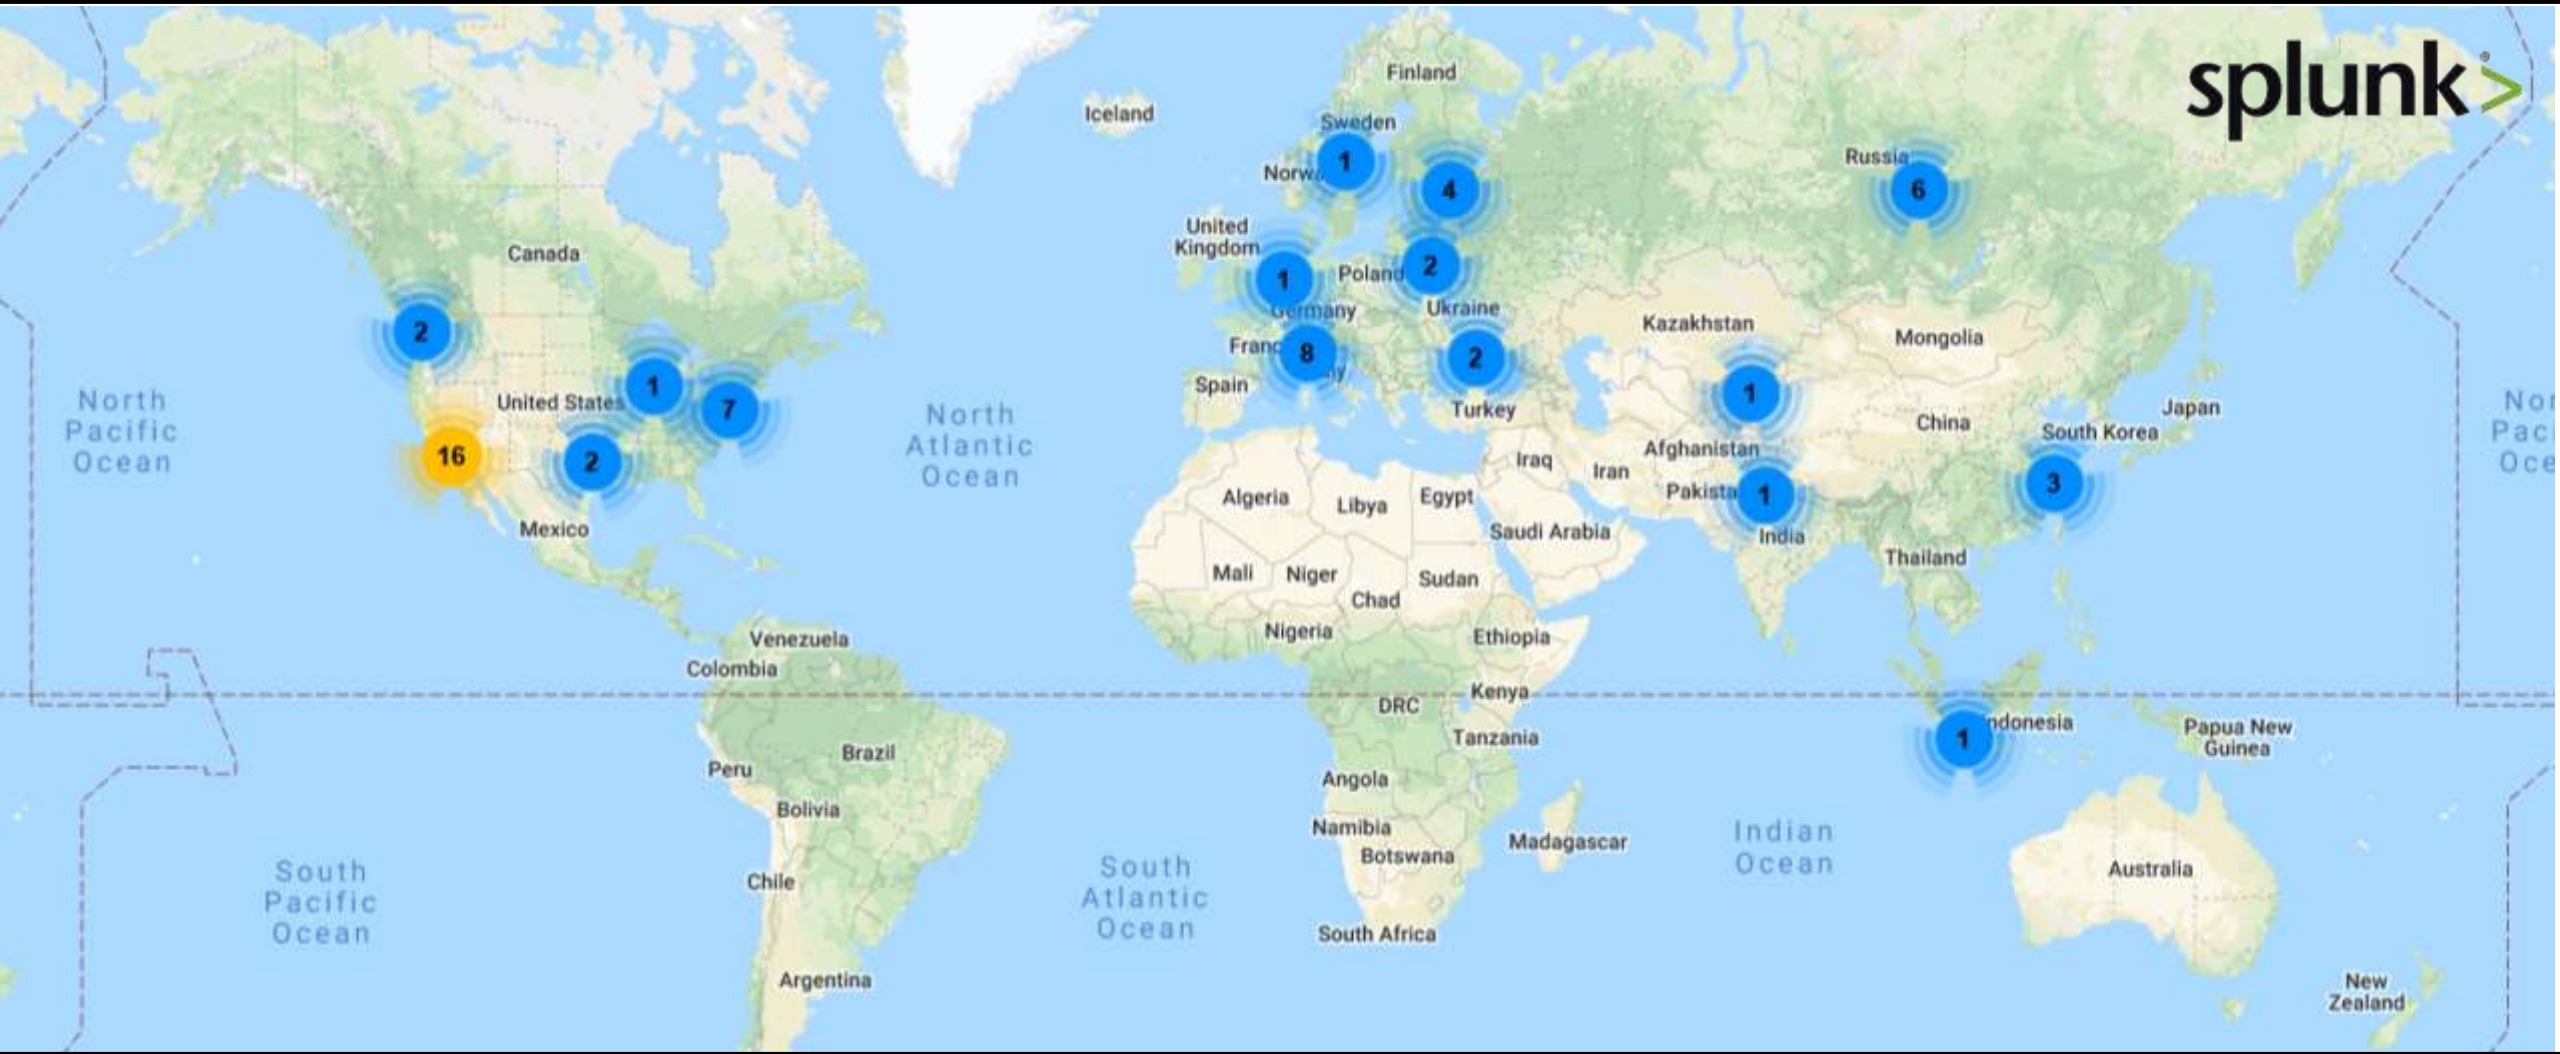 splunk>
Finland
Iceland
Sweden
1
Norw
4
Russia
6
United
Kingdom
Canada
1
Poland
2
Germany
Ukraine
2
Kazakhstan
Mongolia
Franc
8
2
1
United States
7
Spain
Turkey
1
China
Japan
South Korea
North
Pacific
Ocean
North
Atlantic
Ocean
Nor
Paci
Oce
16
2
Afghanistan
Iraq
Iran
Pakista
1
3
Algeria
Libya
Egypt
Mexico
Saudi Arabia
India
Thailand
Mali
Niger
Chad
Sudan
Nigeria
Ethiopia
Venezuela
Colombia
Kenya
DRC
Tanzania
1
ndonesia
Papua New
Guinea
Brazil
Peru
Bolivia
Angola
Namibia
Botswana
Madagascar
Indian
Ocean
Australia
Chile
South
Pacific
Ocean
South
Atlantic
Ocean
South Africa
Argentina
New
Zealand